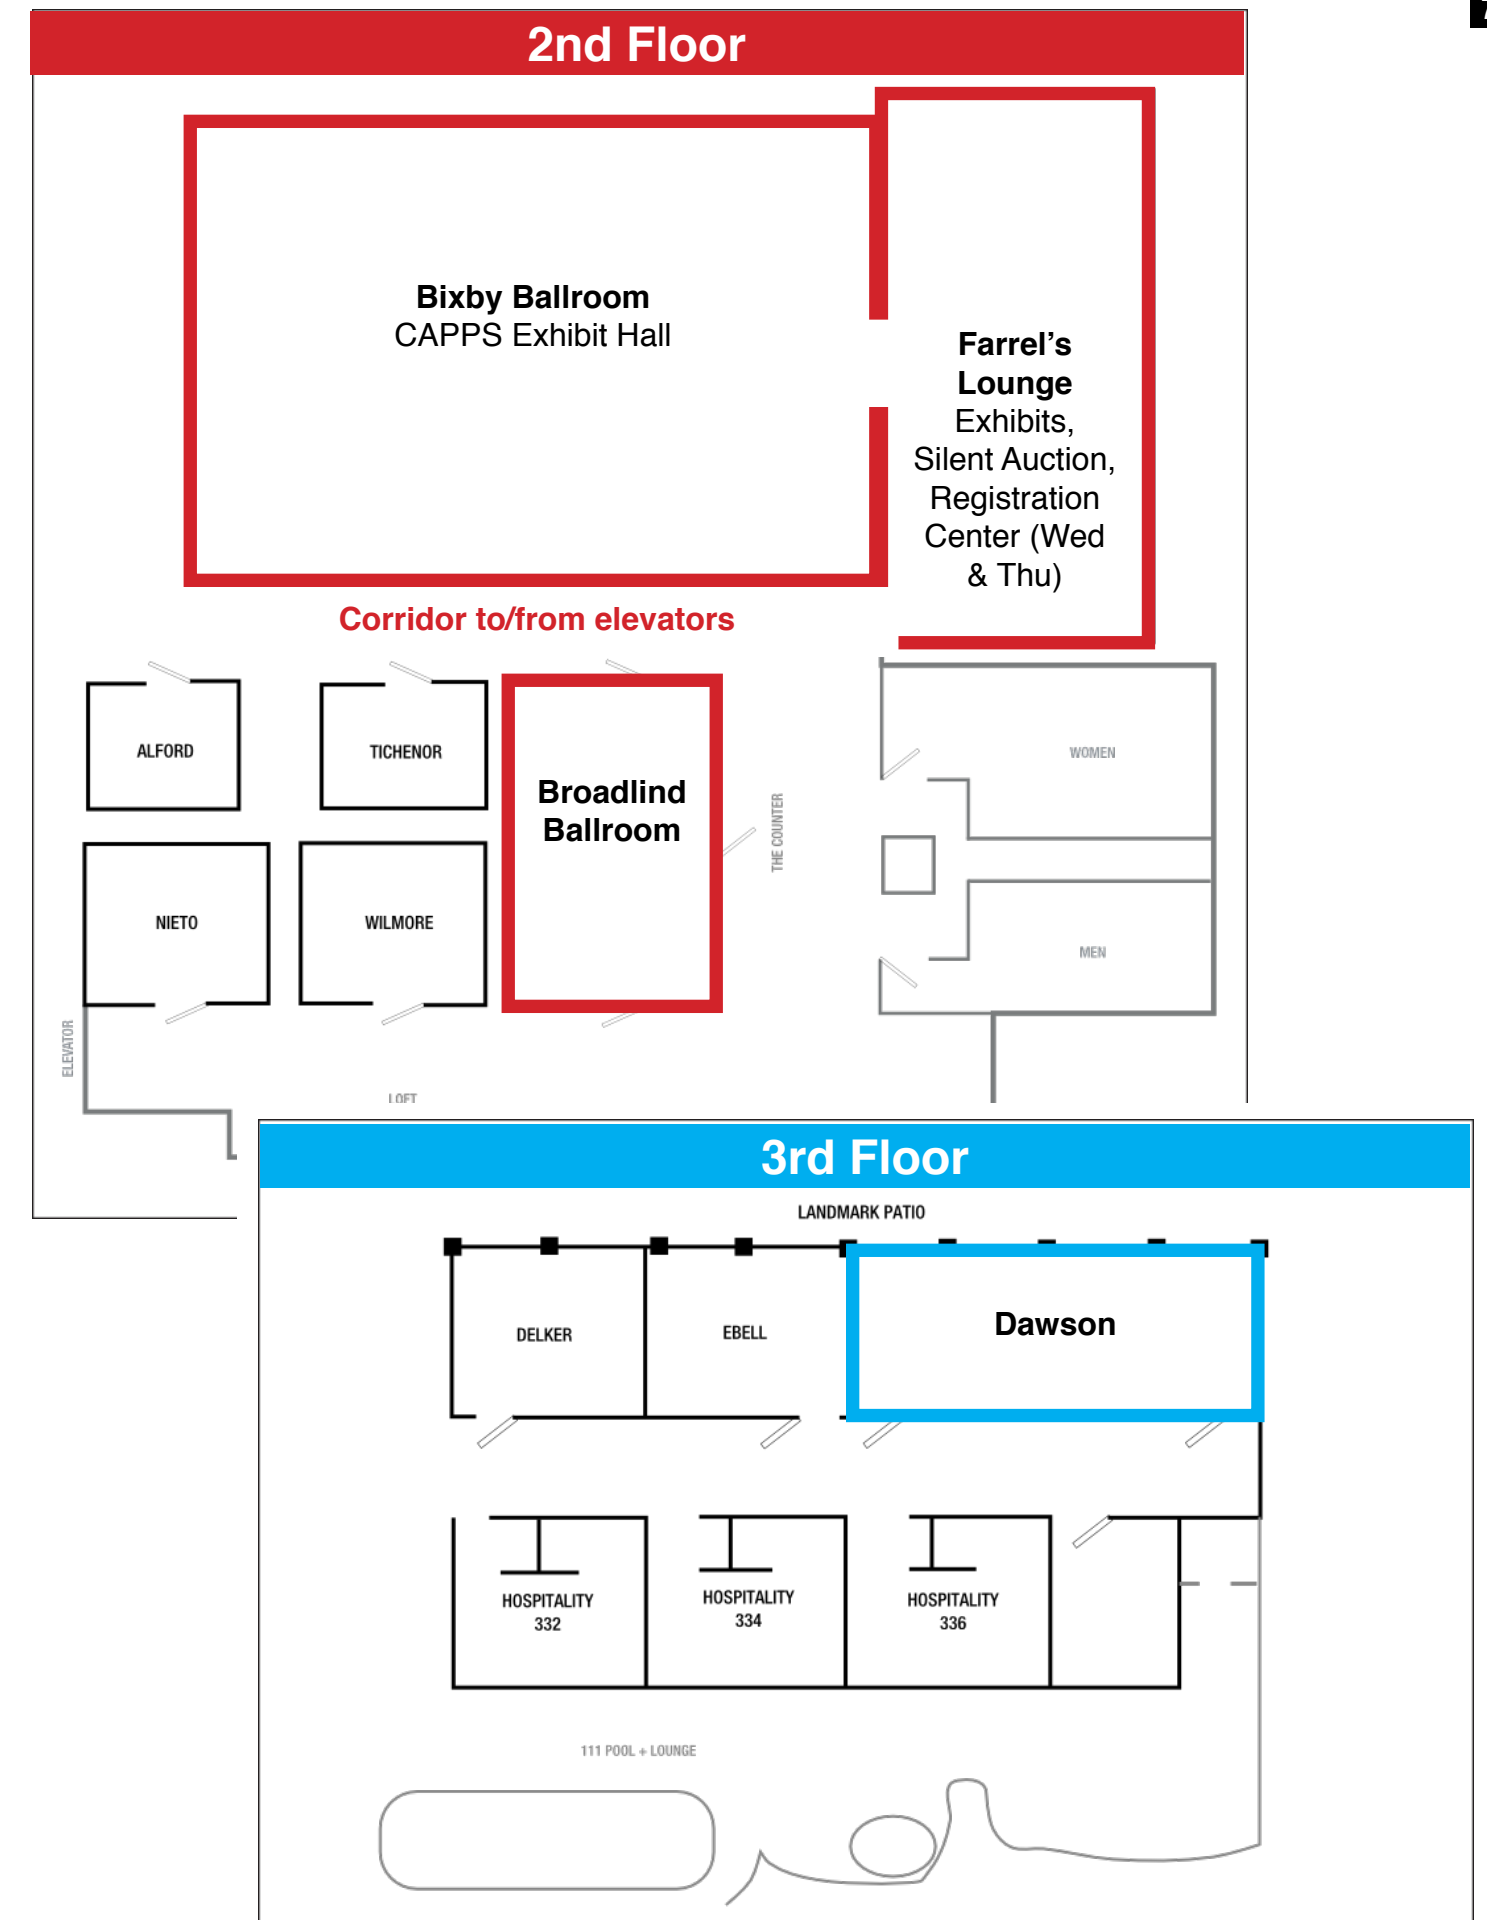 2nd Floor
Bixby Ballroom
CAPPS Exhibit Hall
Farrel’s
Lounge
Exhibits,
Silent Auction,
Registration
Center (Wed
& Thu)
Corridor to/from elevators
ALFORD
TICHENOR
Broadlind
Ballroom
THE COUNTER
WOMEN
NIETO
WILMORE
MEN
ELEVATOR
LOFT
3rd Floor
LANDMARK PATIO
DELKER
EBELL
Dawson
HOSPITALITY
332
HOSPITALITY
334
HOSPITALITY
336
111 POOL + LOUNGE